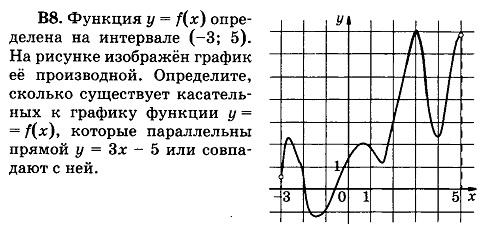 В8. Функция y = f(x) опре-
делена на интервале (–3; 5).
На рисунке изображён график
её производной. Определите,
сколько существует касатель-
ных к графику функции y =
= f(x), которые параллельны
прямой y = 3x – 5 или совпа-
дают с ней.
y
1
-3
0
1
5
x